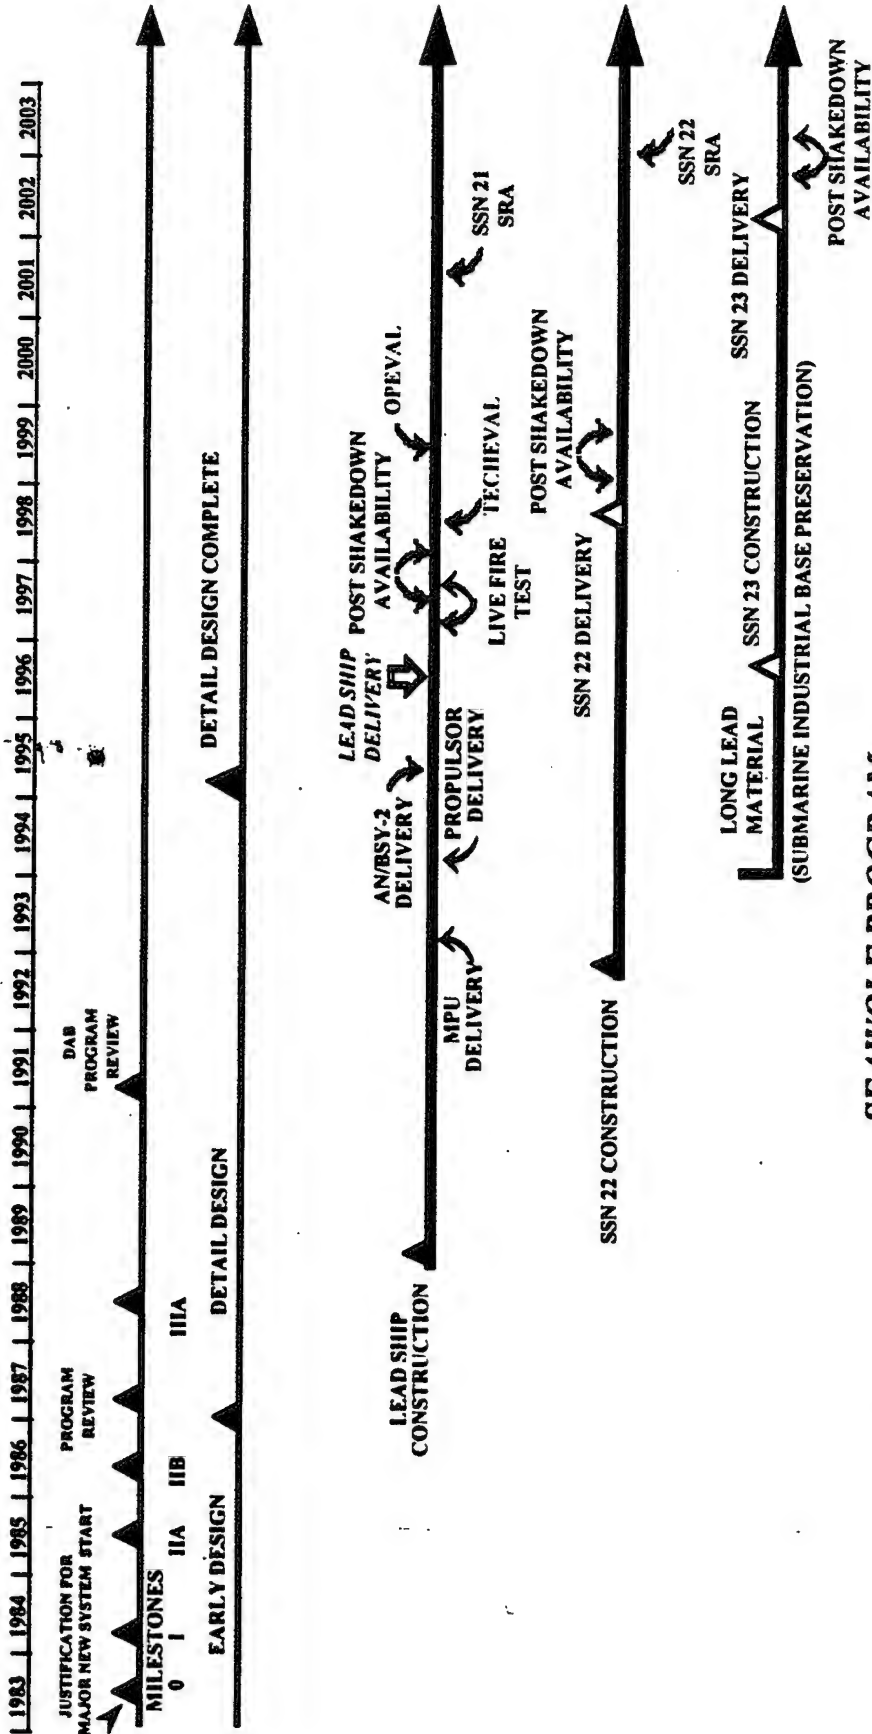 1983 | 1984 | 1985 | 1986 | 1987 | 1988 | 1989 | 1990 | 1991 | 1992 | 1993 | 1994 | 1995 | 1996 | 1997 | 1998 | 1999 | 2000 | 2001 | 2002 | 2003
JUSTIFICATION FOR
MAJOR NEW SYSTEM START
PROGRAM
REVIEW
DAB
PROGRAM
REVIEW
MILESTONES
0 I IIA IIB IIIA
EARLY DESIGN
DETAIL DESIGN
DETAIL DESIGN COMPLETE
LEAD SHIP
CONSTRUCTION
MPU
DELIVERY
AN/BSY-2
DELIVERY
PROPULSOR
DELIVERY
LEAD SHIP
DELIVERY
POST SHAKEDOWN
AVAILABILITY
LIVE FIRE
TEST
TECHEVAL
OPEVAL
SSN 21
SRA
SSN 22 CONSTRUCTION
SSN 22 DELIVERY
POST SHAKEDOWN
AVAILABILITY
SSN 22
SRA
LONG LEAD
MATERIAL
SSN 23 CONSTRUCTION
SSN 23 DELIVERY
(SUBMARINE INDUSTRIAL BASE PRESERVATION)
POST SHAKEDOWN
AVAILABILITY
SEAWOLF PROGRAM